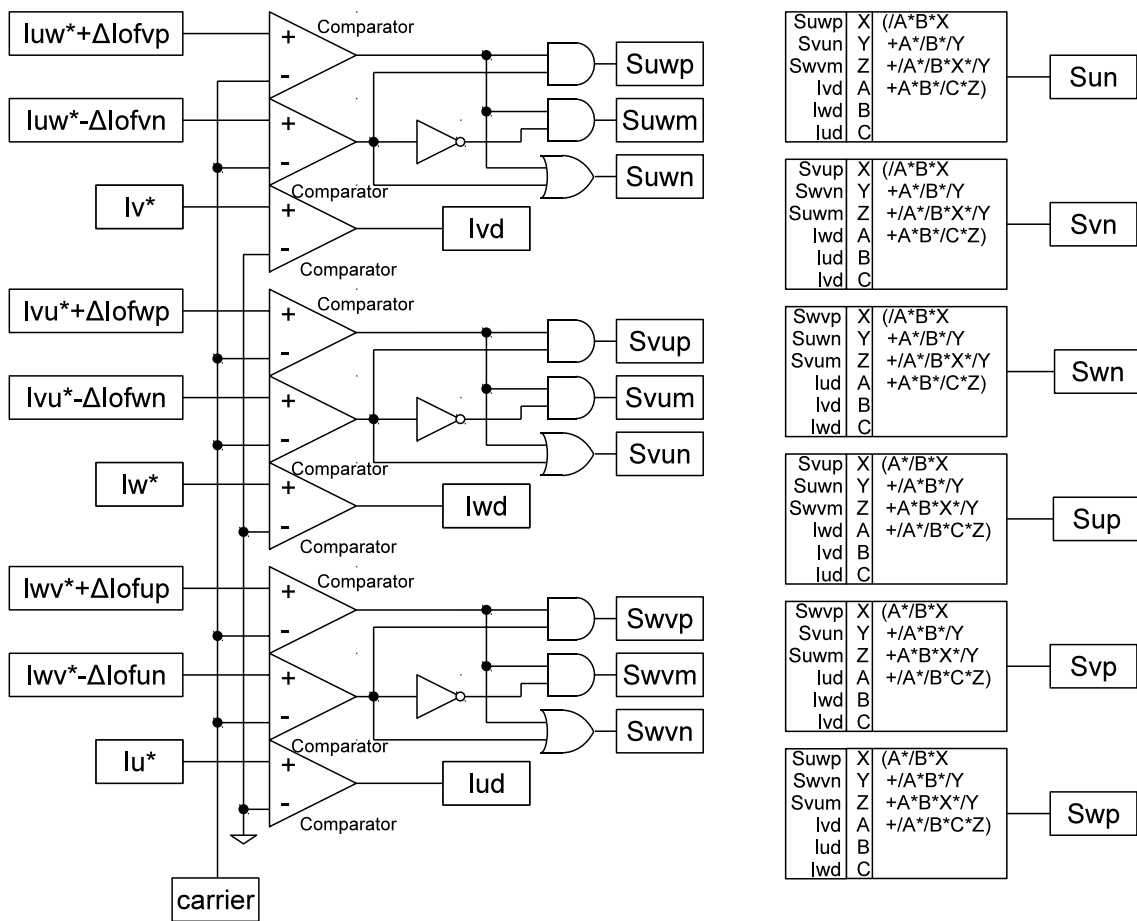 Iuw*+ΔIofvp
Comparator
+
-
Suwp
Iuw*-ΔIofvn
+
-
Suwm
Suwn
Comparator
Iv*
+
-
Ivd
Comparator
Ivu*+ΔIofwp
Comparator
+
-
Svup
Ivu*-ΔIofwn
+
-
Svum
Svun
Comparator
Iw*
+
-
Iwd
Comparator
Iwv*+ΔIofup
Comparator
+
-
Swvp
Iwv*-ΔIofun
+
-
Swvm
Swvn
Comparator
Iu*
+
-
Iud
Comparator
carrier
Suwp X (/A*B*X
Svun Y +A*/B*/Y
Swvm Z +/A*/B*X*/Y
Ivd A +A*B*/C*Z)
Iwd B
Iud C
Sun
Svup X (/A*B*X
Swvn Y +A*/B*/Y
Suwm Z +/A*/B*X*/Y
Iwd A +A*B*/C*Z)
Iud B
Ivd C
Svn
Swvp X (/A*B*X
Suwn Y +A*/B*/Y
Svum Z +/A*/B*X*/Y
Iud A +A*B*/C*Z)
Ivd B
Iwd C
Swn
Svup X (A*/B*X
Suwn Y +/A*B*/Y
Swvm Z +A*B*X*/Y
Iwd A +/A*/B*C*Z)
Ivd B
Iud C
Sup
Swvp X (A*/B*X
Svun Y +/A*B*/Y
Suwm Z +A*B*X*/Y
Iud A +/A*/B*C*Z)
Iwd B
Ivd C
Svp
Suwp X (A*/B*X
Swvn Y +/A*B*/Y
Svum Z +A*B*X*/Y
Ivd A +/A*/B*C*Z)
Iud B
Iwd C
Swp